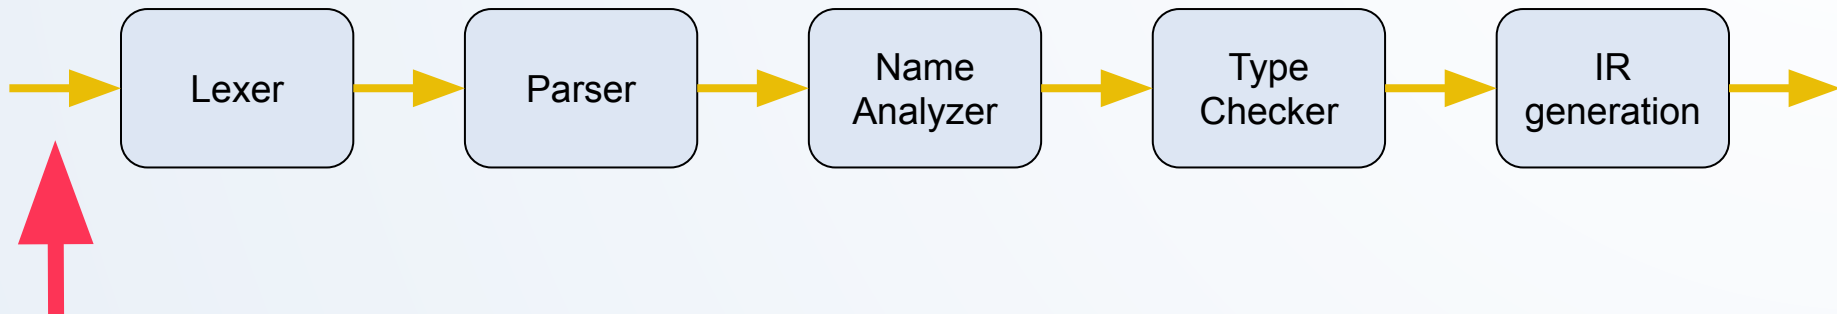 Lexer
Parser
Name
Analyzer
Type
Checker
IR
generation